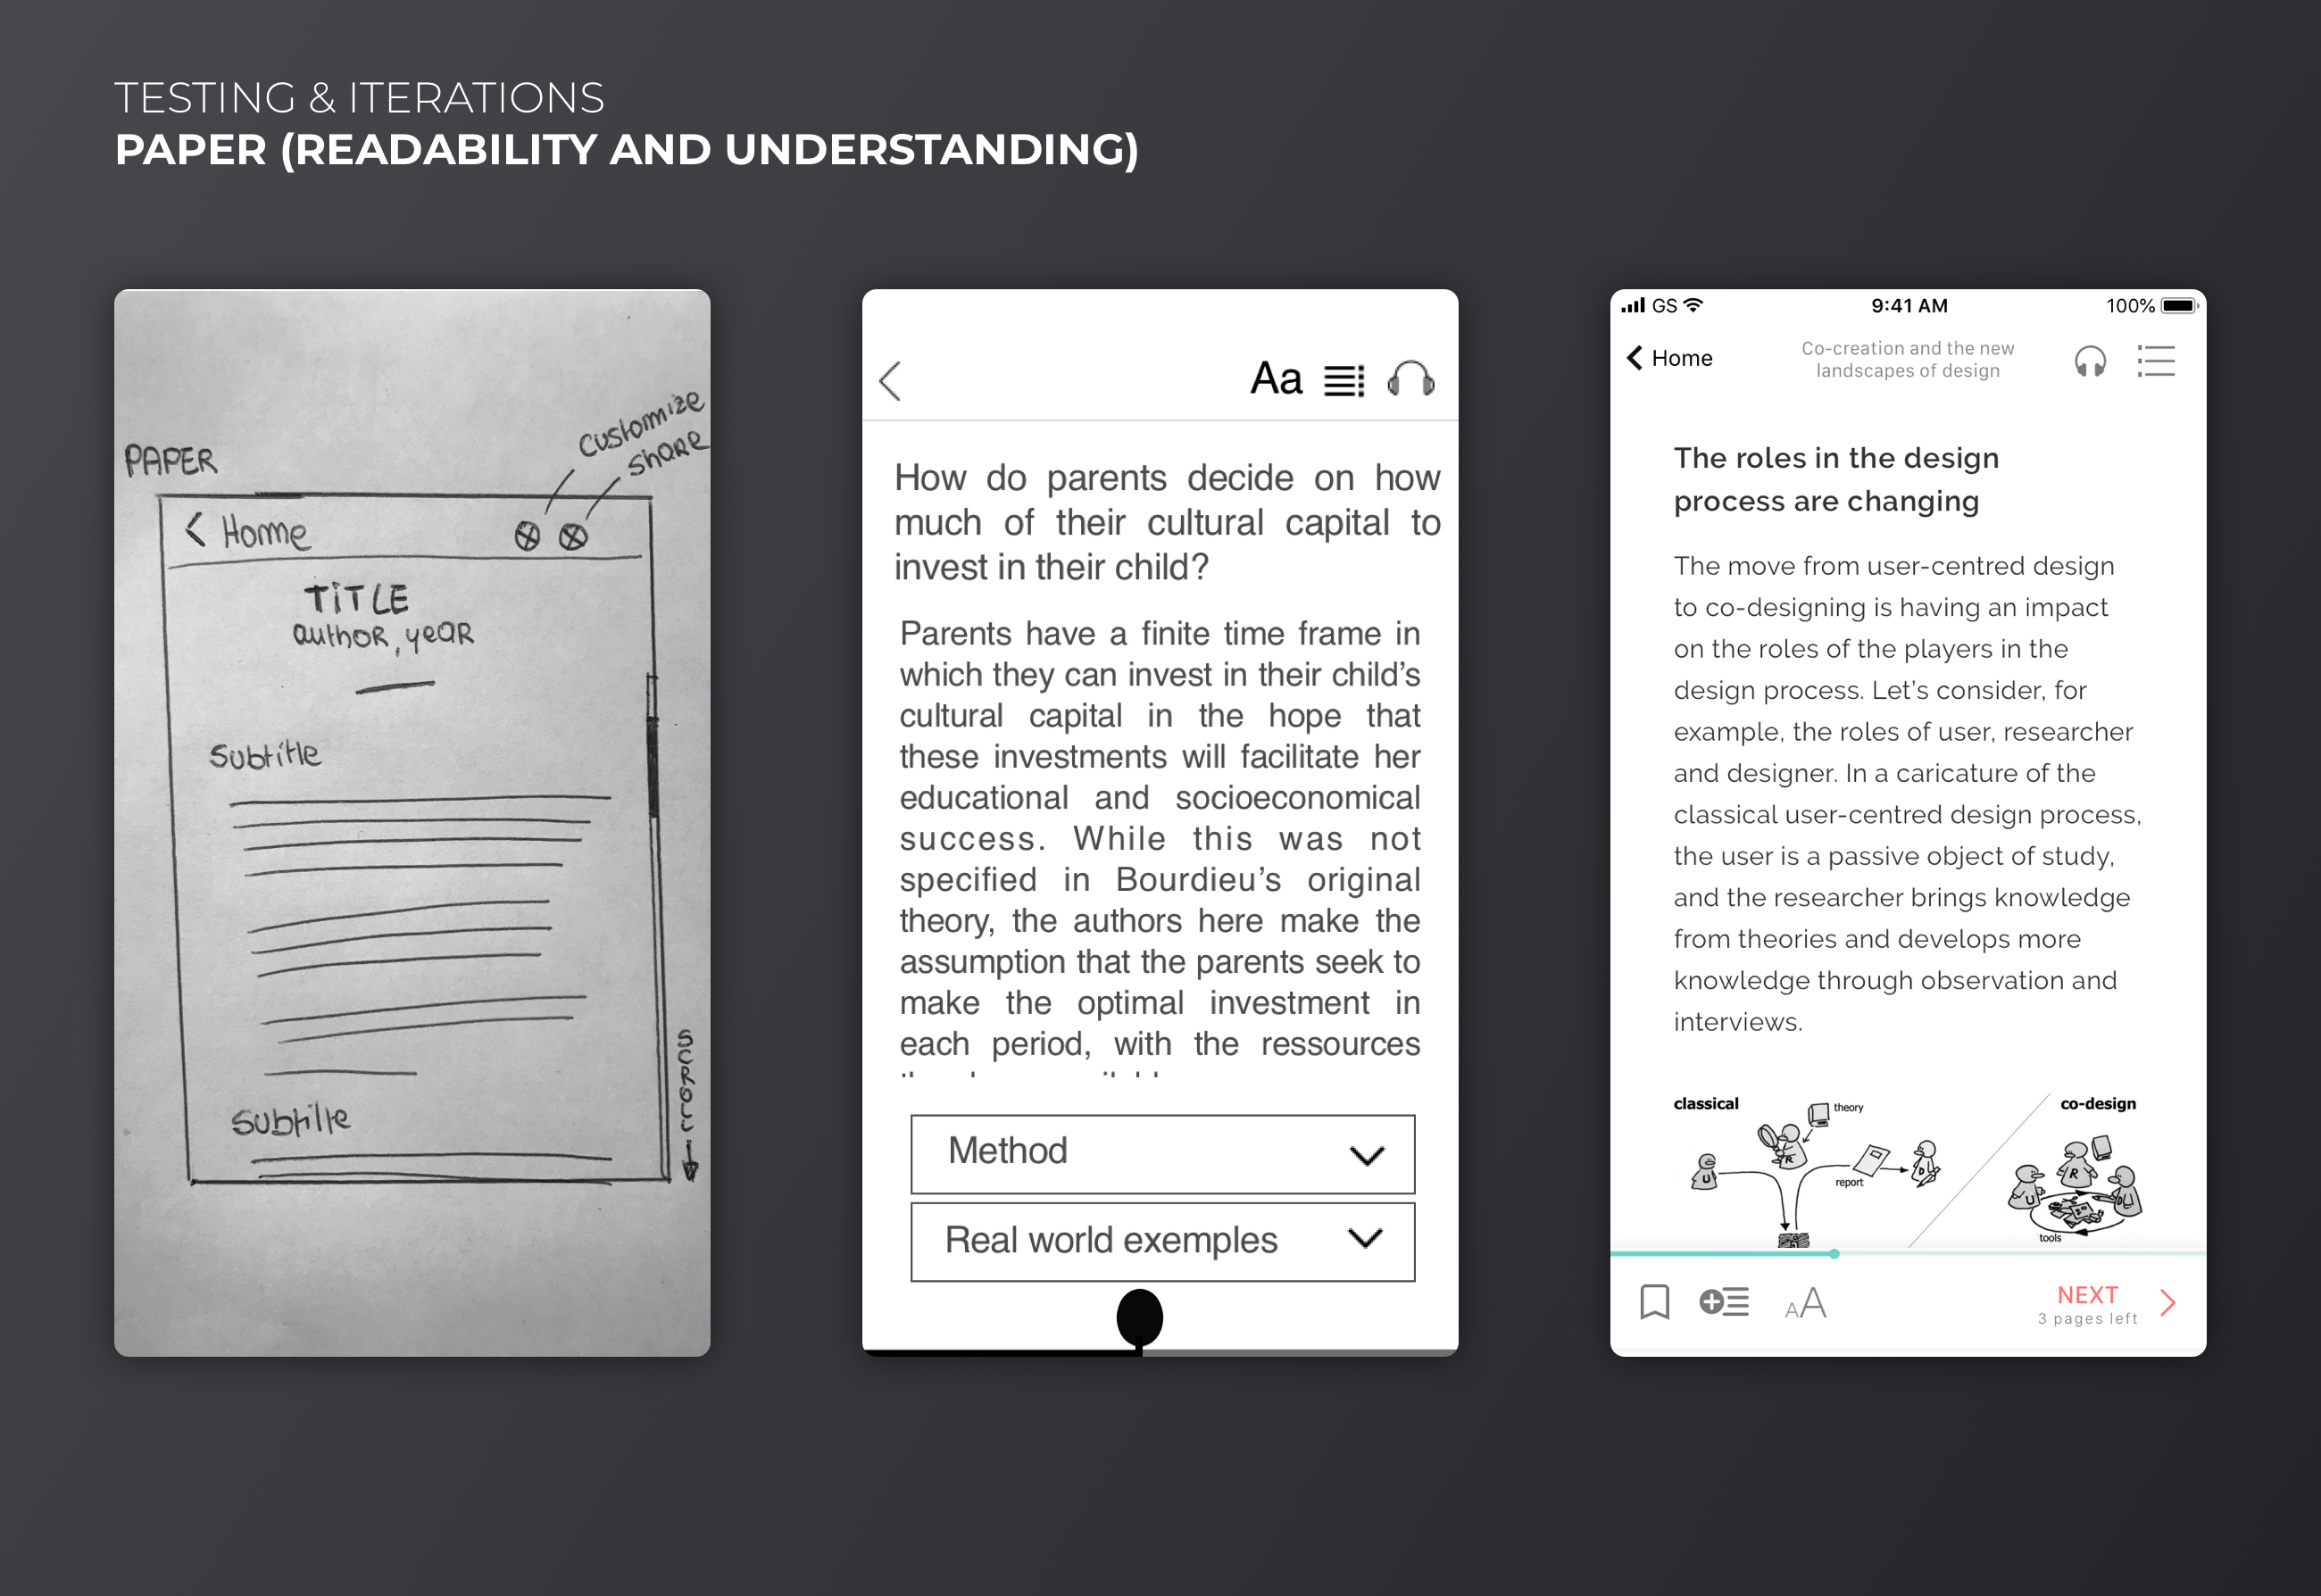 TESTING & ITERATIONS
PAPER (READABILITY AND UNDERSTANDING)
PAPER
Customize
share
< Home
TITLE
author, year
Subtitle
Subtitle
SCROLL
Aa
How do parents decide on how
much of their cultural capital to
invest in their child?
Parents have a finite time frame in
which they can invest in their child’s
cultural capital in the hope that
these investments will facilitate her
educational and socioeconomical
success. While this was not
specified in Bourdieu’s original
theory, the authors here make the
assumption that the parents seek to
make the optimal investment in
each period, with the ressources
Method
Real world exemples
GS 9:41 AM 100%
Home
Co-creation and the new
landscapes of design
The roles in the design
process are changing
The move from user-centred design
to co-designing is having an impact
on the roles of the players in the
design process. Let’s consider, for
example, the roles of user, researcher
and designer. In a caricature of the
classical user-centred design process,
the user is a passive object of study,
and the researcher brings knowledge
from theories and develops more
knowledge through observation and
interviews.
classical
theory
R
U
report
D
co-design
R
U
D
tools
AA
NEXT
3 pages left